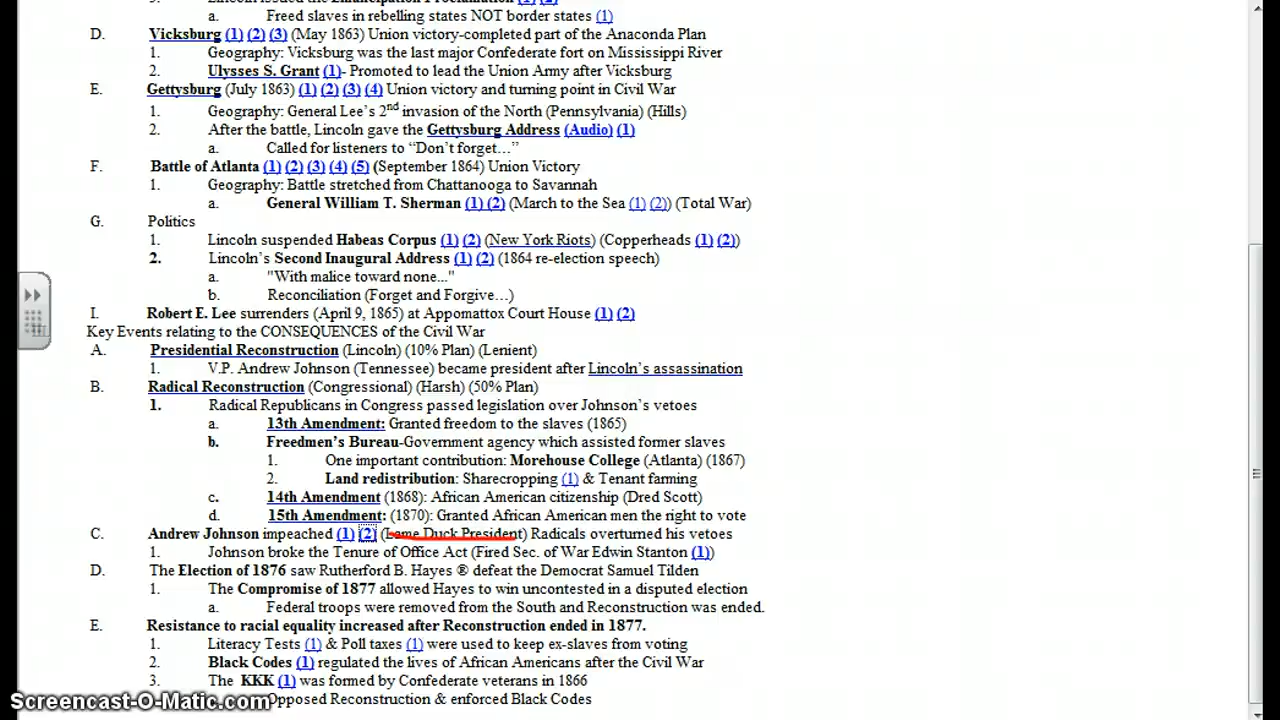 a. Freed slaves in rebelling states NOT border states (1)
D. Vicksburg (1) (2) (3) (May 1863) Union victory-completed part of the Anaconda Plan
1. Geography: Vicksburg was the last major Confederate fort on Mississippi River
2. Ulysses S. Grant (1)- Promoted to lead the Union Army after Vicksburg
E. Gettysburg (July 1863) (1) (2) (3) (4) Union victory and turning point in Civil War
1. Geography: General Lee's 2nd invasion of the North (Pennsylvania) (Hills)
2. After the battle, Lincoln gave the Gettysburg Address (Audio) (1)
a. Called for listeners to "Don't forget..."
F. Battle of Atlanta (1) (2) (3) (4) (5) (September 1864) Union Victory
1. Geography: Battle stretched from Chattanooga to Savannah
a. General William T. Sherman (1) (2) (March to the Sea (1) (2)) (Total War)
G. Politics
1. Lincoln suspended Habeas Corpus (1) (2) (New York Riots) (Copperheads (1) (2))
2. Lincoln's Second Inaugural Address (1) (2) (1864 re-election speech)
a. "With malice toward none..."
b. Reconciliation (Forget and Forgive...)
I. Robert E. Lee surrenders (April 9, 1865) at Appomattox Court House (1) (2)
Key Events relating to the CONSEQUENCES of the Civil War
A. Presidential Reconstruction (Lincoln) (10% Plan) (Lenient)
1. V.P. Andrew Johnson (Tennessee) became president after Lincoln's assassination
B. Radical Reconstruction (Congressional) (Harsh) (50% Plan)
1. Radical Republicans in Congress passed legislation over Johnson's vetoes
a. 13th Amendment: Granted freedom to the slaves (1865)
b. Freedmen's Bureau-Government agency which assisted former slaves
1. One important contribution: Morehouse College (Atlanta) (1867)
2. Land redistribution: Sharecropping (1) & Tenant farming
c. 14th Amendment (1868): African American citizenship (Dred Scott)
d. 15th Amendment: (1870): Granted African American men the right to vote
C. Andrew Johnson impeached (1) (2) (Lame Duck President) Radicals overturned his vetoes
1. Johnson broke the Tenure of Office Act (Fired Sec. of War Edwin Stanton (1))
D. The Election of 1876 saw Rutherford B. Hayes ® defeat the Democrat Samuel Tilden
1. The Compromise of 1877 allowed Hayes to win uncontested in a disputed election
a. Federal troops were removed from the South and Reconstruction was ended.
E. Resistance to racial equality increased after Reconstruction ended in 1877.
1. Literacy Tests (1) & Poll taxes (1) were used to keep ex-slaves from voting
2. Black Codes (1) regulated the lives of African Americans after the Civil War
3. The KKK (1) was formed by Confederate veterans in 1866
Opposed Reconstruction & enforced Black Codes
Screencast-O-Matic.com